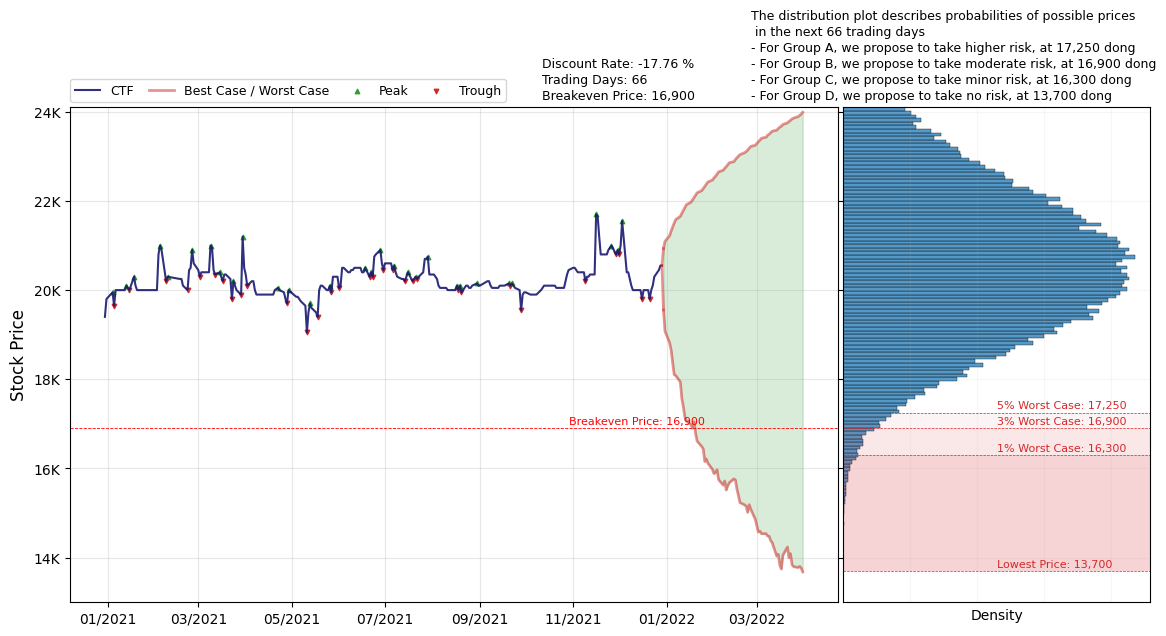 The distribution plot describes probabilities of possible prices
in the next 66 trading days
- For Group A, we propose to take higher risk, at 17,250 dong
- For Group B, we propose to take moderate risk, at 16,900 dong
- For Group C, we propose to take minor risk, at 16,300 dong
- For Group D, we propose to take no risk, at 13,700 dong
Discount Rate: -17.76 %
Trading Days: 66
Breakeven Price: 16,900
CTF
Best Case / Worst Case
Peak
Trough
Stock Price
24K
22K
20K
18K
16K
14K
Breakeven Price: 16,900
01/2021
03/2021
05/2021
07/2021
09/2021
11/2021
01/2022
03/2022
5% Worst Case: 17,250
3% Worst Case: 16,900
1% Worst Case: 16,300
Lowest Price: 13,700
Density